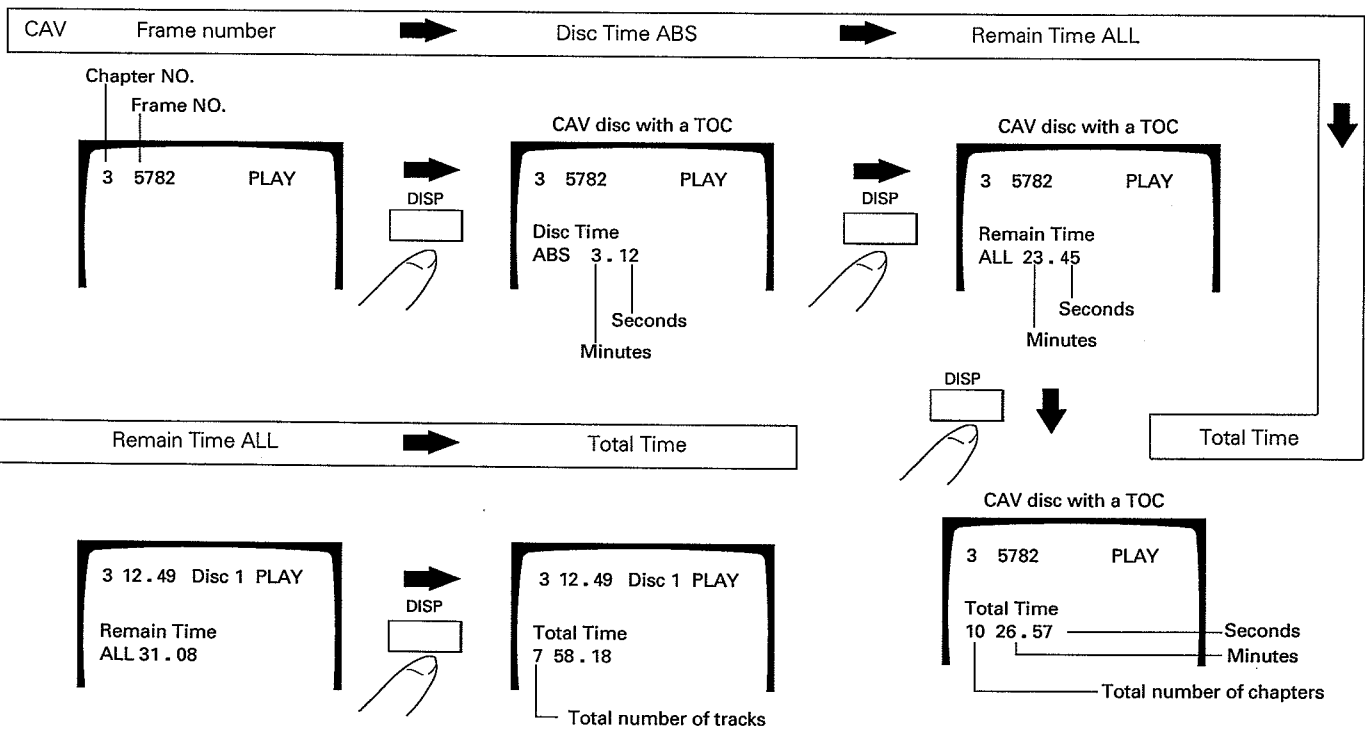 CAV Frame number Disc Time ABS Remain Time ALL
Chapter NO.
Frame NO.
3 5782 PLAY
DISP
CAV disc with a TOC
3 5782 PLAY
Disc Time
ABS 3.12
Seconds
Minutes
DISP
CAV disc with a TOC
3 5782 PLAY
Remain Time
ALL 23.45
Seconds
Minutes
DISP
Total Time
CAV disc with a TOC
3 5782 PLAY
Total Time
10 26.57
Seconds
Minutes
Total number of chapters
Remain Time ALL Total Time
3 12.49 Disc 1 PLAY
Remain Time
ALL 31.08
DISP
3 12.49 Disc 1 PLAY
Total Time
7 58.18
Total number of tracks